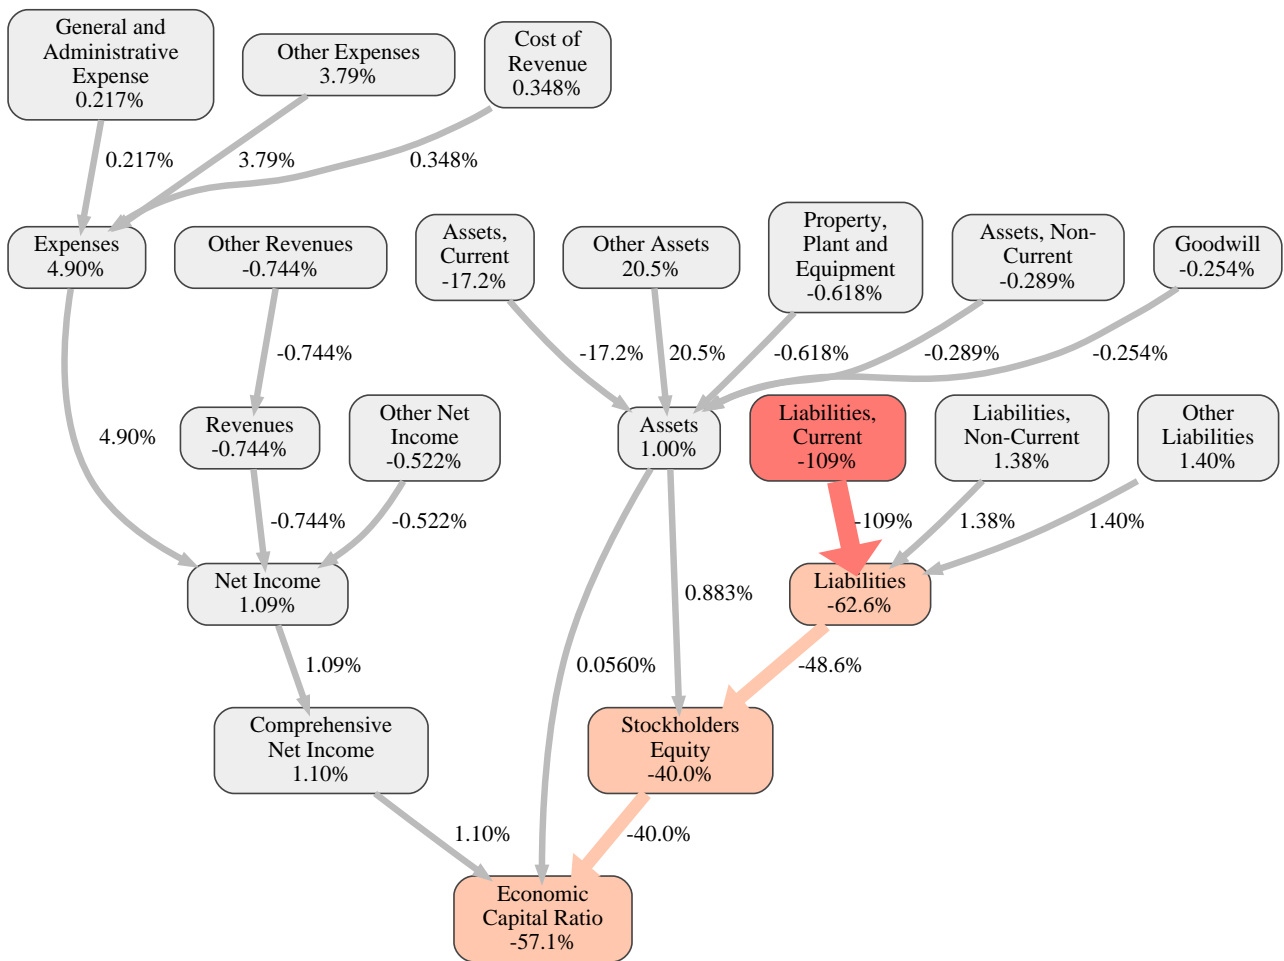 General and
Administrative
Expense
0.217%
Other Expenses
3.79%
Cost of
Revenue
0.348%
0.217%
3.79%
0.348%
Expenses
4.90%
Other Revenues
-0.744%
Assets,
Current
-17.2%
Other Assets
20.5%
Property,
Plant and
Equipment
-0.618%
Assets, Non-
Current
-0.289%
Goodwill
-0.254%
-0.744%
-17.2%
20.5%
-0.618%
-0.289%
-0.254%
4.90%
Revenues
-0.744%
Other Net
Income
-0.522%
Assets
1.00%
Liabilities,
Current
-109%
Liabilities,
Non-Current
1.38%
Other
Liabilities
1.40%
-0.744%
-0.522%
-109%
1.38%
1.40%
Net Income
1.09%
0.883%
Liabilities
-62.6%
1.09%
0.0560%
-48.6%
Comprehensive
Net Income
1.10%
Stockholders
Equity
-40.0%
1.10%
-40.0%
Economic
Capital Ratio
-57.1%